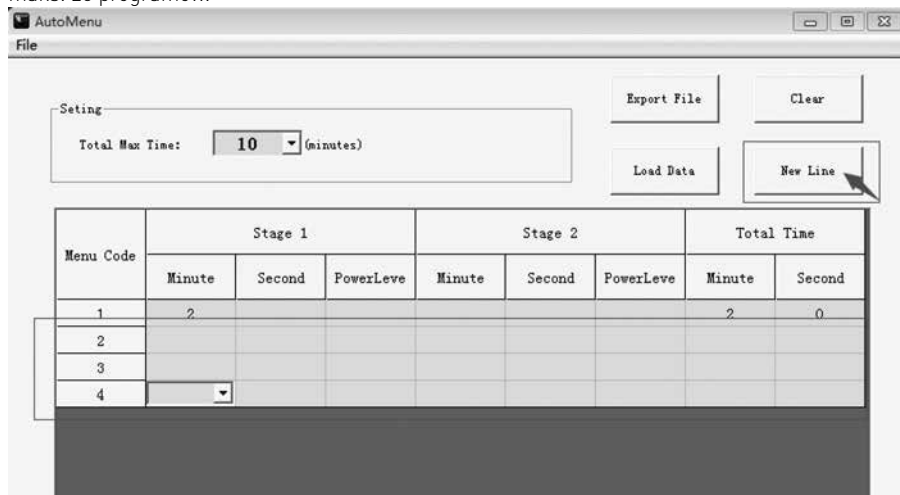 AutoMenu
File
Seting
Total Max Time: 10 (minutes)
Export File
Clear
Load Data
New Line
Menu Code
Stage 1
Stage 2
Total Time
Minute Second PowerLeve Minute Second PowerLeve Minute Second
1 2 2 0
2
3
4